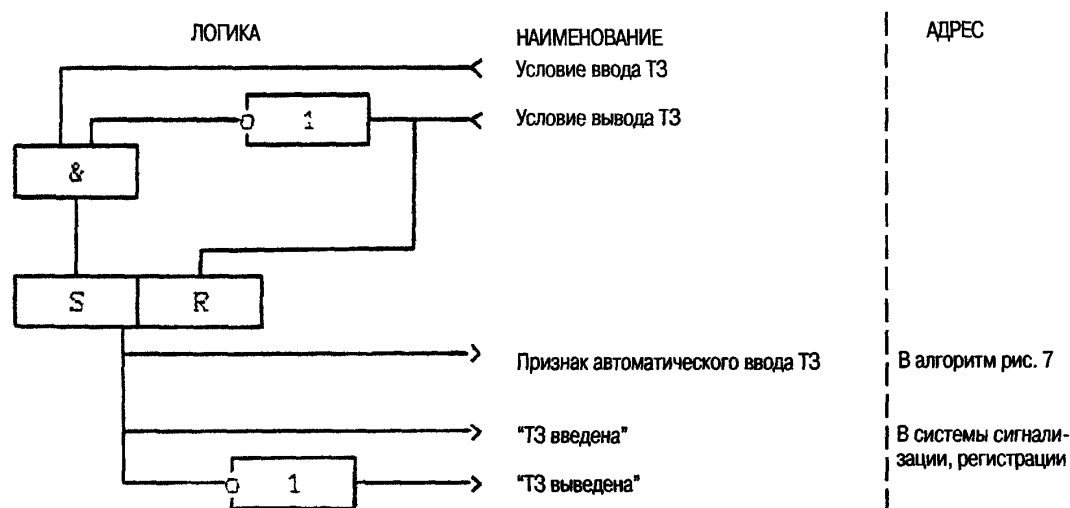 ЛОГИКА
НАИМЕНОВАНИЕ
АДРЕС
Условие ввода ТЗ
1
Условие вывода ТЗ
&
S
R
Признак автоматического ввода ТЗ
В алгоритм рис. 7
"ТЗ введена"
В системы сигнали-
зации, регистрации
1
"ТЗ выведена"